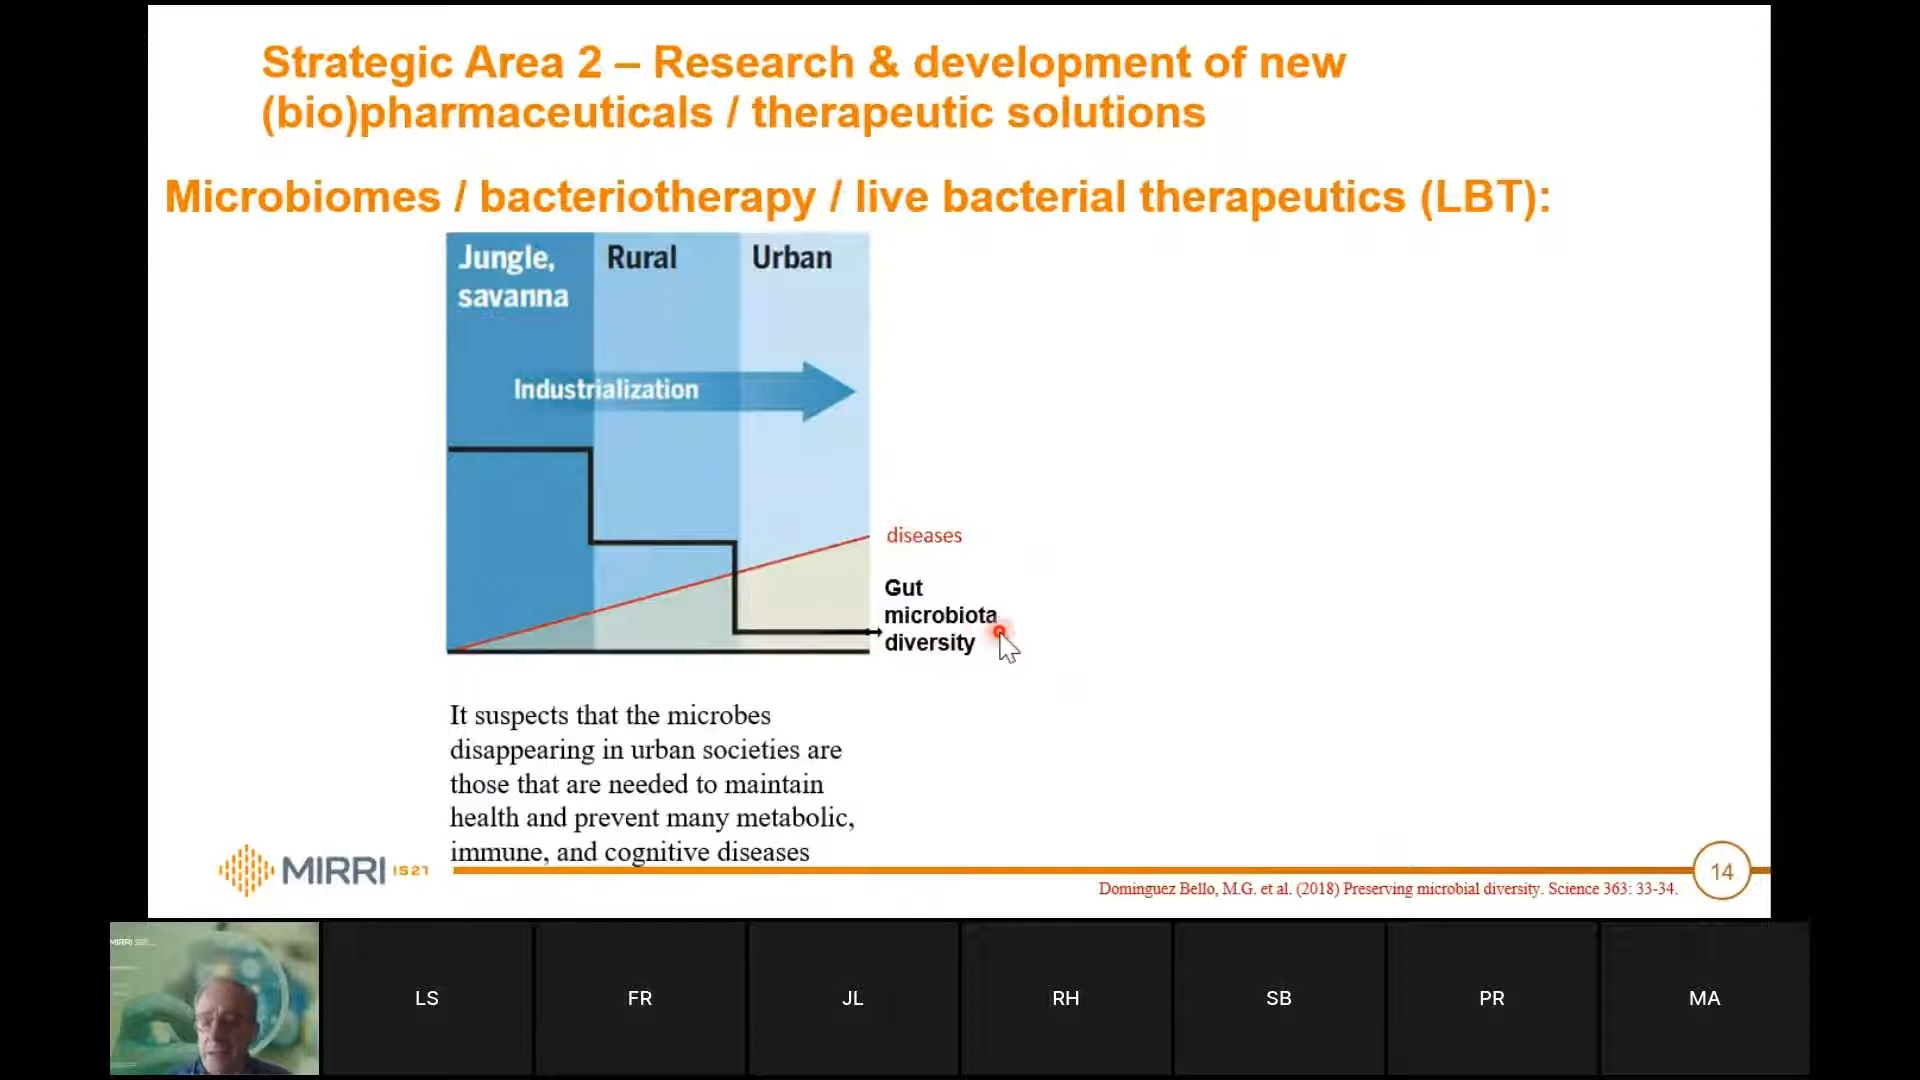 Strategic Area 2 – Research & development of new
(bio)pharmaceuticals / therapeutic solutions
Microbiomes / bacteriotherapy / live bacterial therapeutics (LBT):
Jungle,
savanna
Rural
Urban
Industrialization
diseases
Gut
microbiota
diversity
It suspects that the microbes
disappearing in urban societies are
those that are needed to maintain
health and prevent many metabolic,
immune, and cognitive diseases
MIRRI IS21
14
Dominguez Bello, M.G. et al. (2018) Preserving microbial diversity. Science 363: 33-34.
MIRRI
LS
FR
JL
RH
SB
PR
MA